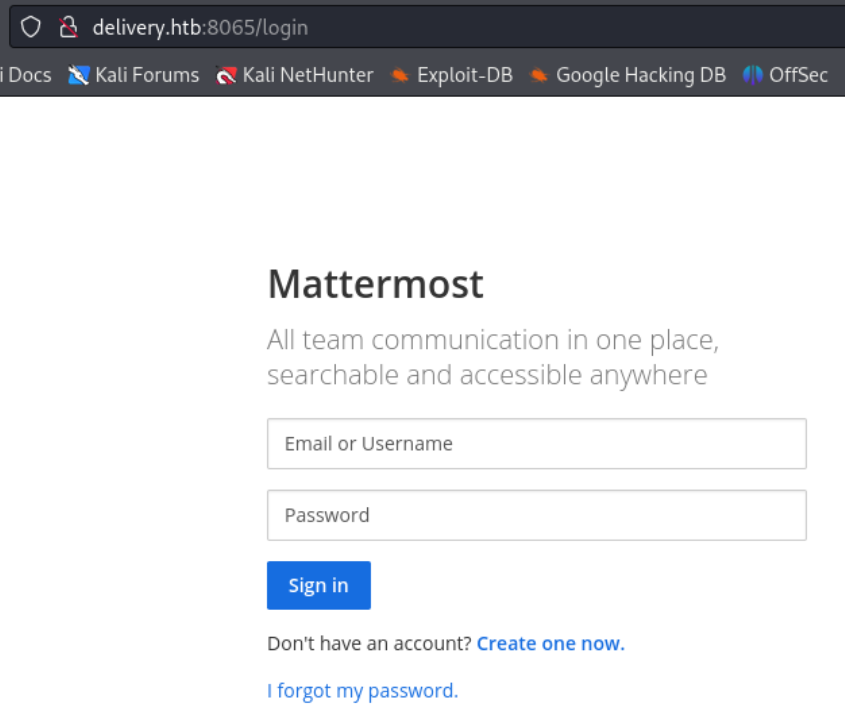 delivery.htb:8065/login
i Docs Kali Forums Kali NetHunter Exploit-DB Google Hacking DB OffSec
Mattermost
All team communication in one place,
searchable and accessible anywhere
Email or Username
Password
Sign in
Don't have an account? Create one now.
I forgot my password.